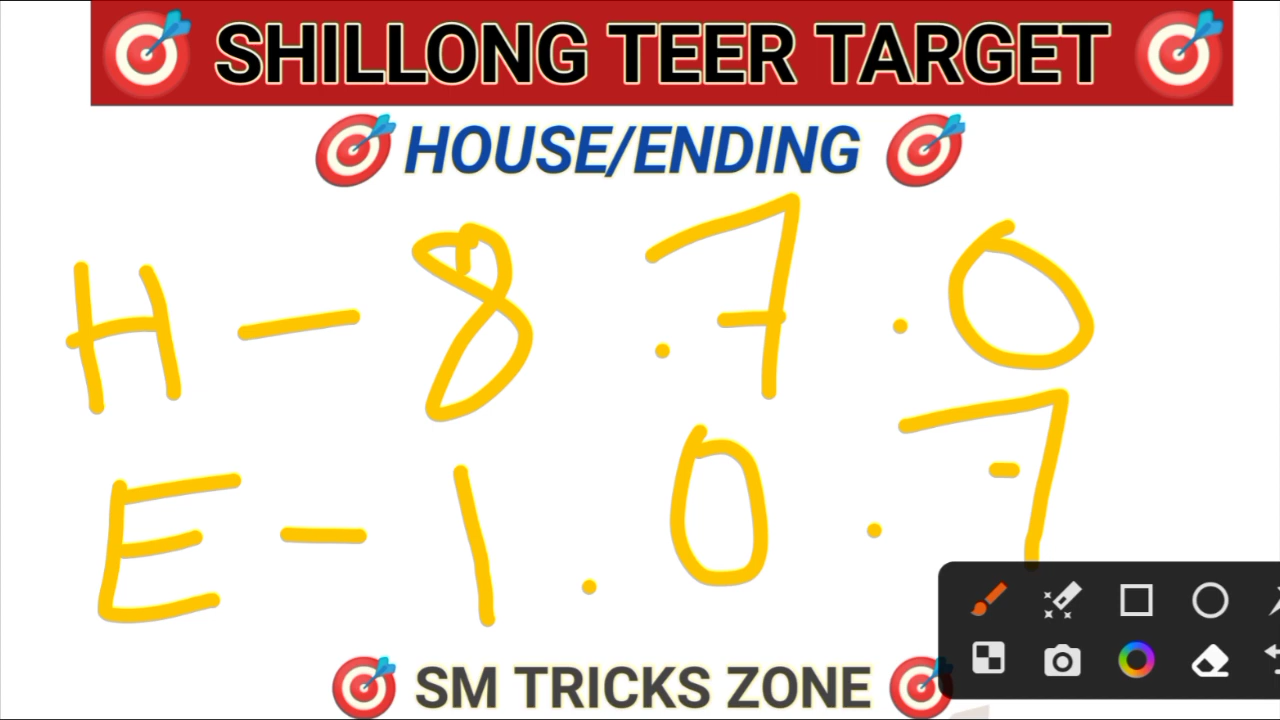 SHILLONG TEER TARGET
HOUSE/ENDING
H - 8 . 7 . 0
E - 1 . 0 . 7
SM TRICKS ZONE